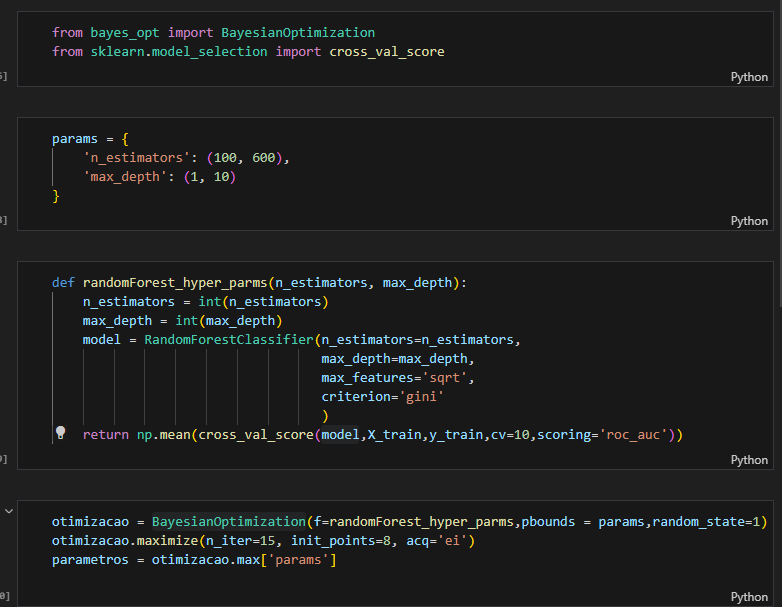 from bayes_opt import BayesianOptimization
from sklearn.model_selection import cross_val_score
Python
params = {
    'n_estimators': (100, 600),
    'max_depth': (1, 10)
}
Python
def randomForest_hyper_parms(n_estimators, max_depth):
    n_estimators = int(n_estimators)
    max_depth = int(max_depth)
    model = RandomForestClassifier(n_estimators=n_estimators,
                                   max_depth=max_depth,
                                   max_features='sqrt',
                                   criterion='gini'
                                   )
    return np.mean(cross_val_score(model,X_train,y_train,cv=10,scoring='roc_auc'))
Python
otimizacao = BayesianOptimization(f=randomForest_hyper_parms,pbounds = params,random_state=1)
otimizacao.maximize(n_iter=15, init_points=8, acq='ei')
parametros = otimizacao.max['params']
Python